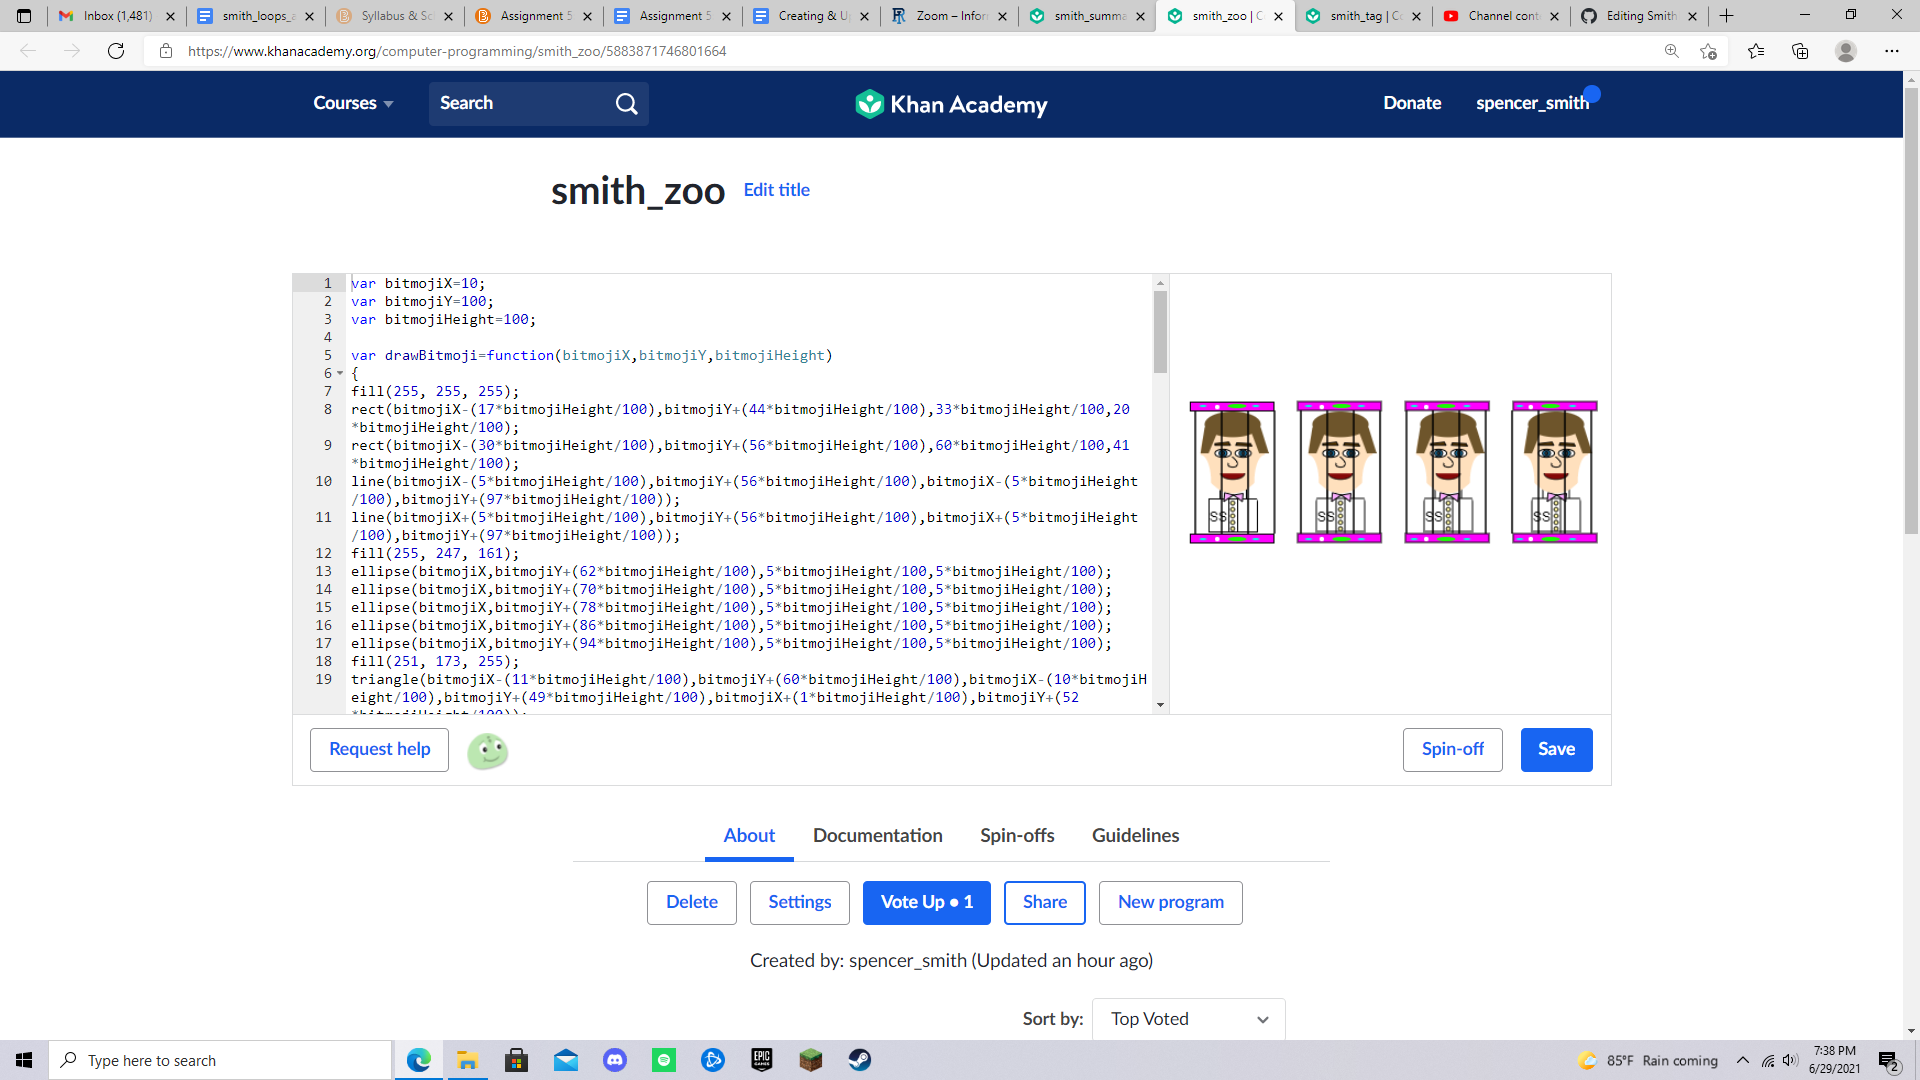 Inbox (1,481)
smith_loops_a
Syllabus & Sc
Assignment 5
Assignment 5
Creating & U
Zoom – Infor
smith_summa
smith_zoo | C
smith_tag | Co
Channel cont
Editing Smith
https://www.khanacademy.org/computer-programming/smith_zoo/5883871746801664
Courses
Search
Khan Academy
Donate
spencer_smith
smith_zoo
Edit title
1 var bitmojiX=10;
2 var bitmojiY=100;
3 var bitmojiHeight=100;
4
5 var drawBitmoji=function(bitmojiX,bitmojiY,bitmojiHeight)
6 {
7 fill(255, 255, 255);
8 rect(bitmojiX-(17*bitmojiHeight/100),bitmojiY+(44*bitmojiHeight/100),33*bitmojiHeight/100,20
*bitmojiHeight/100);
9 rect(bitmojiX-(30*bitmojiHeight/100),bitmojiY+(56*bitmojiHeight/100),60*bitmojiHeight/100,41
*bitmojiHeight/100);
10 line(bitmojiX-(5*bitmojiHeight/100),bitmojiY+(56*bitmojiHeight/100),bitmojiX-(5*bitmojiHeight
/100),bitmojiY+(97*bitmojiHeight/100));
11 line(bitmojiX+(5*bitmojiHeight/100),bitmojiY+(56*bitmojiHeight/100),bitmojiX+(5*bitmojiHeight
/100),bitmojiY+(97*bitmojiHeight/100));
12 fill(255, 247, 161);
13 ellipse(bitmojiX,bitmojiY+(62*bitmojiHeight/100),5*bitmojiHeight/100,5*bitmojiHeight/100);
14 ellipse(bitmojiX,bitmojiY+(70*bitmojiHeight/100),5*bitmojiHeight/100,5*bitmojiHeight/100);
15 ellipse(bitmojiX,bitmojiY+(78*bitmojiHeight/100),5*bitmojiHeight/100,5*bitmojiHeight/100);
16 ellipse(bitmojiX,bitmojiY+(86*bitmojiHeight/100),5*bitmojiHeight/100,5*bitmojiHeight/100);
17 ellipse(bitmojiX,bitmojiY+(94*bitmojiHeight/100),5*bitmojiHeight/100,5*bitmojiHeight/100);
18 fill(251, 173, 255);
19 triangle(bitmojiX-(11*bitmojiHeight/100),bitmojiY+(60*bitmojiHeight/100),bitmojiX-(10*bitmojiH
eight/100),bitmojiY+(49*bitmojiHeight/100),bitmojiX+(1*bitmojiHeight/100),bitmojiY+(52
*bitmojiHeight/100));
SS
SS
SS
SS
Request help
Spin-off
Save
About
Documentation
Spin-offs
Guidelines
Delete
Settings
Vote Up • 1
Share
New program
Created by: spencer_smith (Updated an hour ago)
Sort by:
Top Voted
Type here to search
EPIC GAMES
85°F Rain coming
7:38 PM
6/29/2021
2